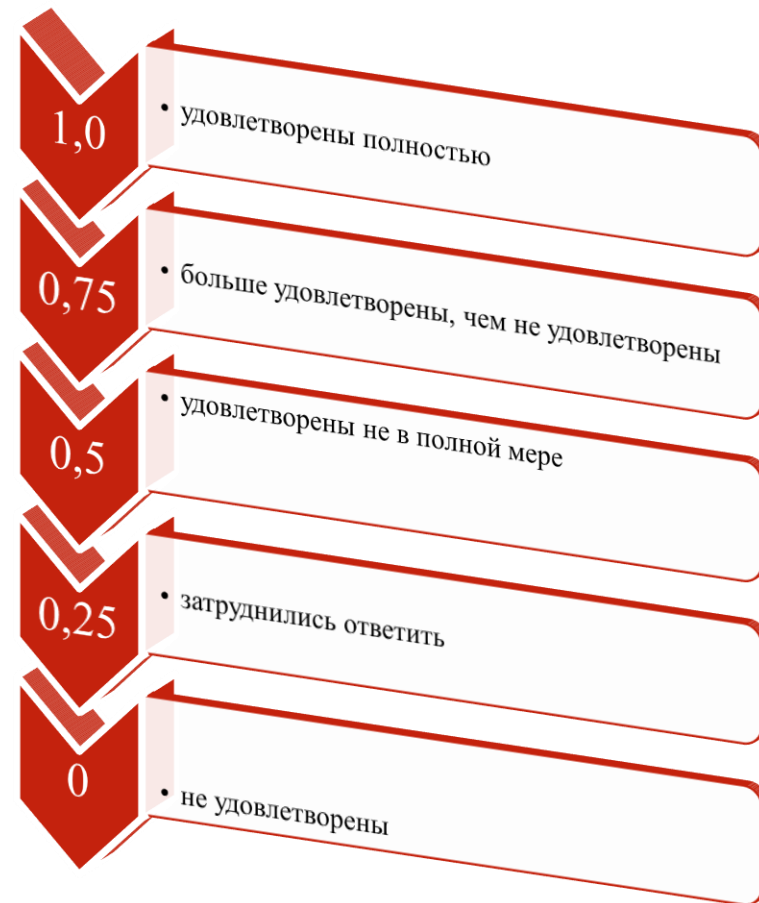 1,0
• удовлетворены полностью
0,75
• больше удовлетворены, чем не удовлетворены
0,5
• удовлетворены не в полной мере
0,25
• затруднились ответить
0
• не удовлетворены